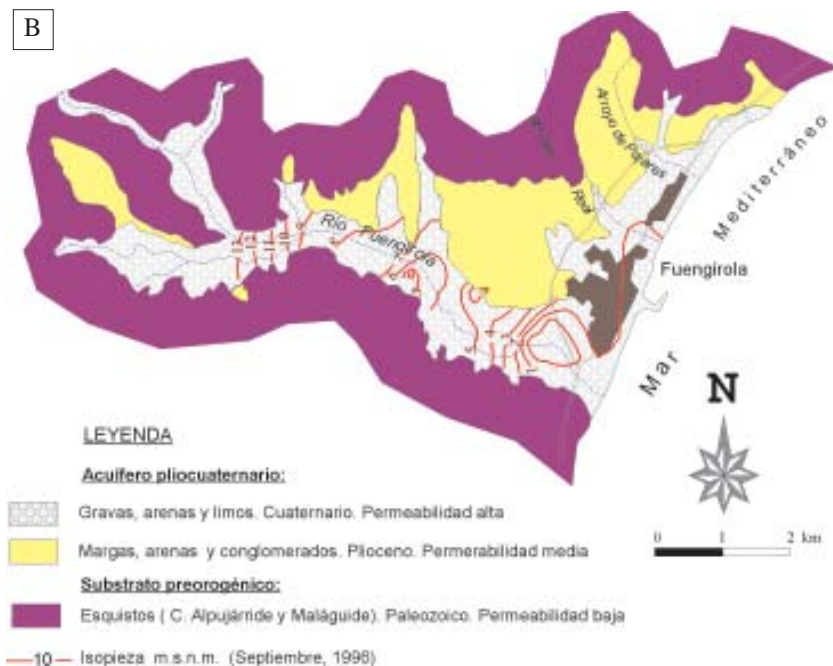 B
Arroyo de Pajares
Real
Río Fuengirola
Mediterráneo
Fuengirola
Mar
N
LEYENDA
Acuífero pliocuaternario:
Gravas, arenas y limos. Cuaternario. Permeabilidad alta
Margas, arenas y conglomerados. Plioceno. Permerabilidad media
0 1 2 km
Substrato preorogénico:
Esquistos ( C. Alpujárride y Maláguide). Paleozoico. Permeabilidad baja
10 Isopieza m.s.n.m. (Septiembre, 1996)